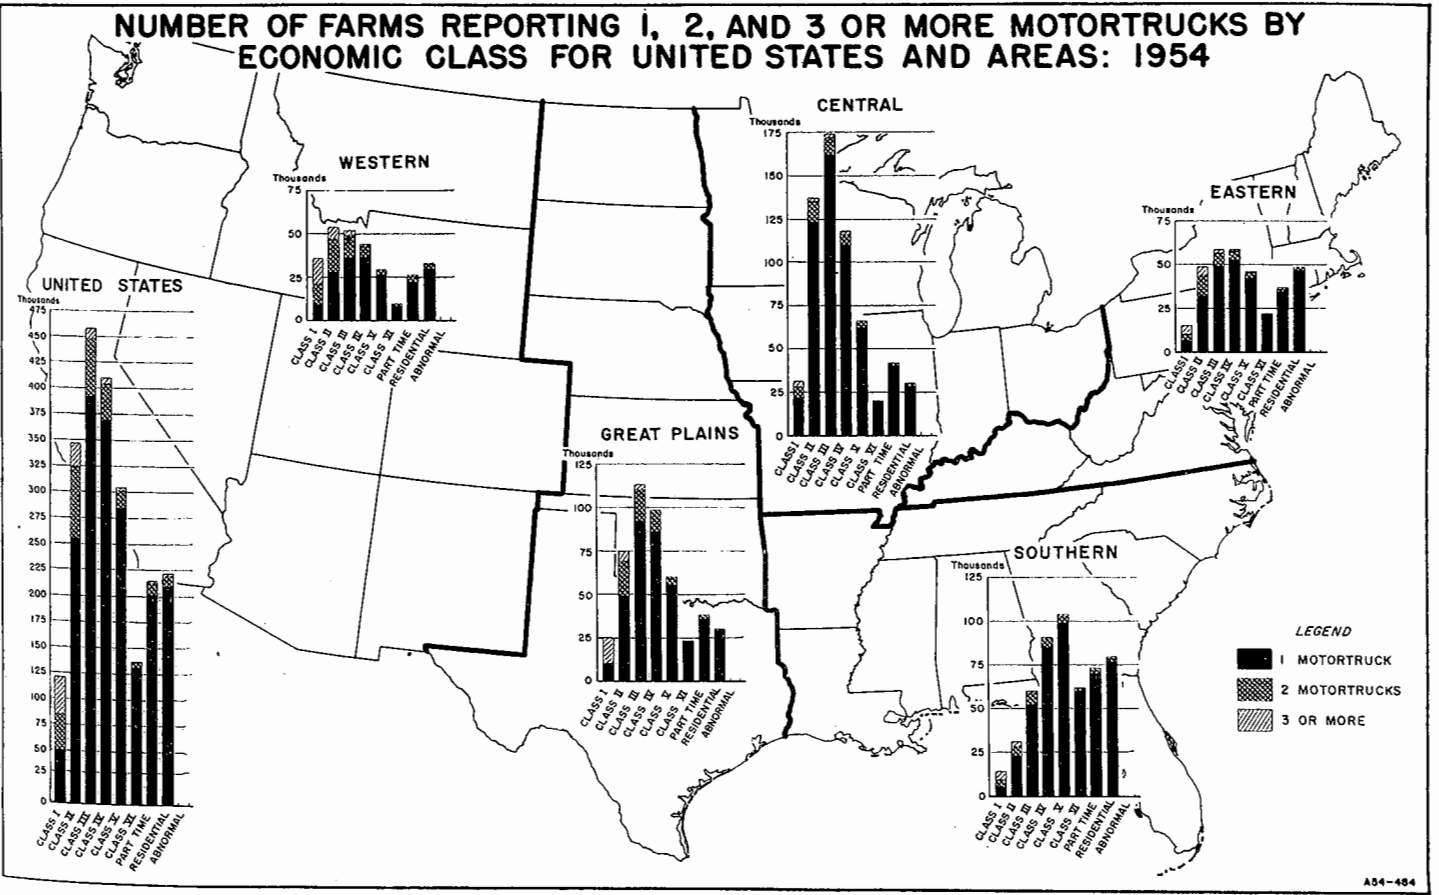 NUMBER OF FARMS REPORTING 1, 2, AND 3 OR MORE MOTORTRUCKS BY
ECONOMIC CLASS FOR UNITED STATES AND AREAS: 1954
WESTERN
Thousands
75
50
25
0
CLASS I
CLASS II
CLASS III
CLASS IV
CLASS V
CLASS VI
PART TIME
RESIDENTIAL
ABNORMAL
CENTRAL
Thousands
175
150
125
100
75
50
25
0
CLASS I
CLASS II
CLASS III
CLASS IV
CLASS V
CLASS VI
PART TIME
RESIDENTIAL
ABNORMAL
EASTERN
Thousands
75
50
25
0
CLASS I
CLASS II
CLASS III
CLASS IV
CLASS V
CLASS VI
PART TIME
RESIDENTIAL
ABNORMAL
UNITED STATES
Thousands
475
450
425
400
375
350
325
300
275
250
225
200
175
150
125
100
75
50
25
0
CLASS I
CLASS II
CLASS III
CLASS IV
CLASS V
CLASS VI
PART TIME
RESIDENTIAL
ABNORMAL
GREAT PLAINS
Thousands
125
100
75
50
25
0
CLASS I
CLASS II
CLASS III
CLASS IV
CLASS V
CLASS VI
PART TIME
RESIDENTIAL
ABNORMAL
SOUTHERN
Thousands
125
100
75
50
25
0
CLASS I
CLASS II
CLASS III
CLASS IV
CLASS V
CLASS VI
PART TIME
RESIDENTIAL
ABNORMAL
LEGEND
1 MOTORTRUCK
2 MOTORTRUCKS
3 OR MORE
A54-484